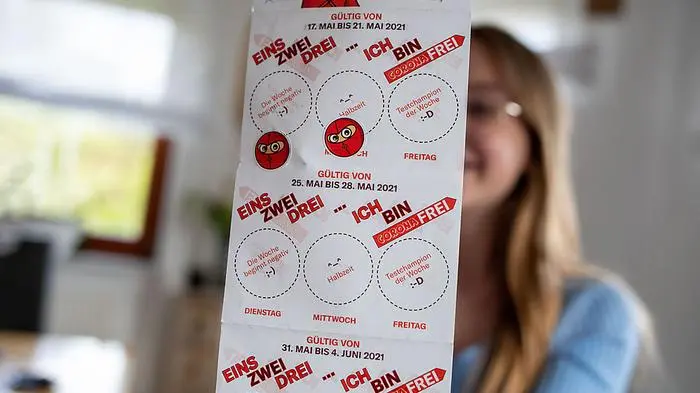 GÜLTIG VON
17. MAI BIS 21. MAI 2021
EINS ZWEI DREI ... ICH BIN CORONA FREI
Die Woche beginnt negativ :-)
Halbzeit
Testchampion der Woche :-D
FREITAG
GÜLTIG VON
25. MAI BIS 28. MAI 2021
EINS ZWEI DREI ... ICH BIN CORONA FREI
Die Woche beginnt negativ :-)
Halbzeit
Testchampion der Woche :-D
DIENSTAG
MITTWOCH
FREITAG
GÜLTIG VON
31. MAI BIS 4. JUNI 2021
EINS ZWEI DREI ... ICH BIN CORONA FREI